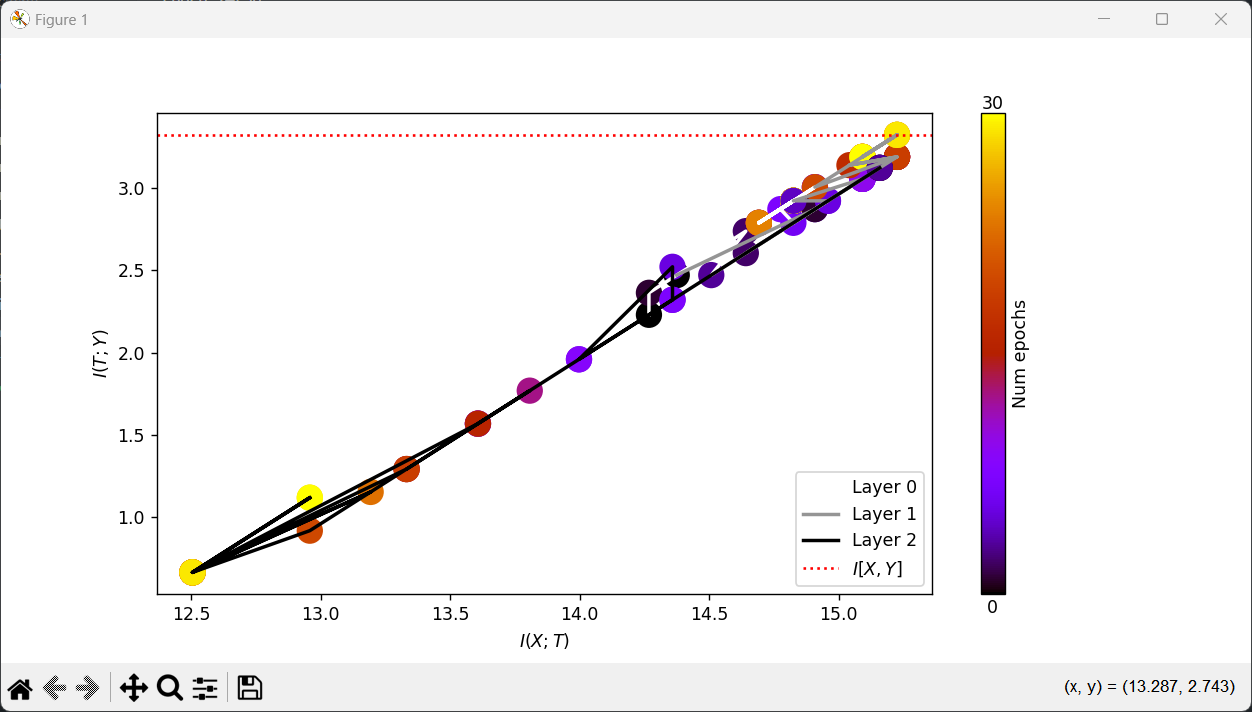 Figure 1
30
3.0
2.5
2.0
1.5
1.0
I(T; Y)
12.5 13.0 13.5 14.0 14.5 15.0
I(X; T)
Layer 0
Layer 1
Layer 2
I[X, Y]
Num epochs
0
(x, y) = (13.287, 2.743)